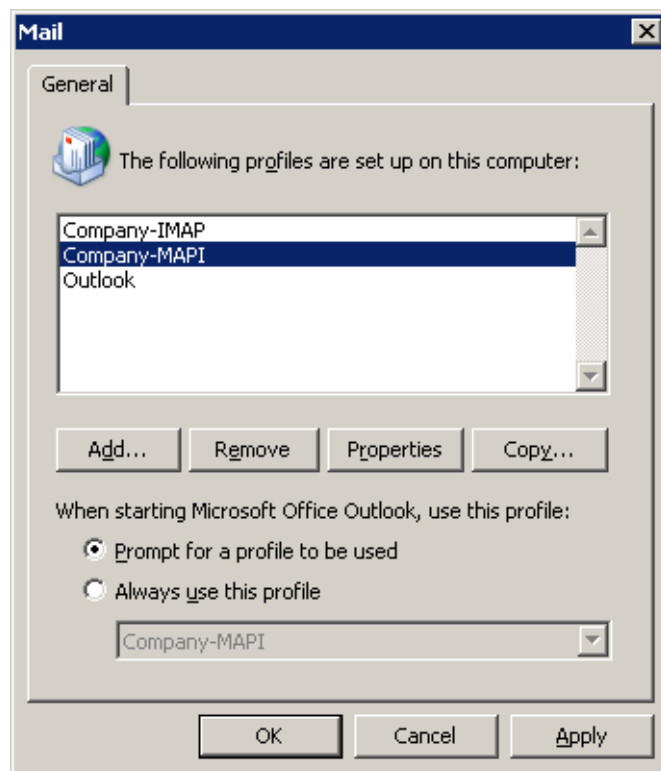 Mail
General
The following profiles are set up on this computer:
Company-IMAP
Company-MAPI
Outlook
Add... Remove Properties Copy...
When starting Microsoft Office Outlook, use this profile:
Prompt for a profile to be used
Always use this profile
Company-MAPI
OK Cancel Apply